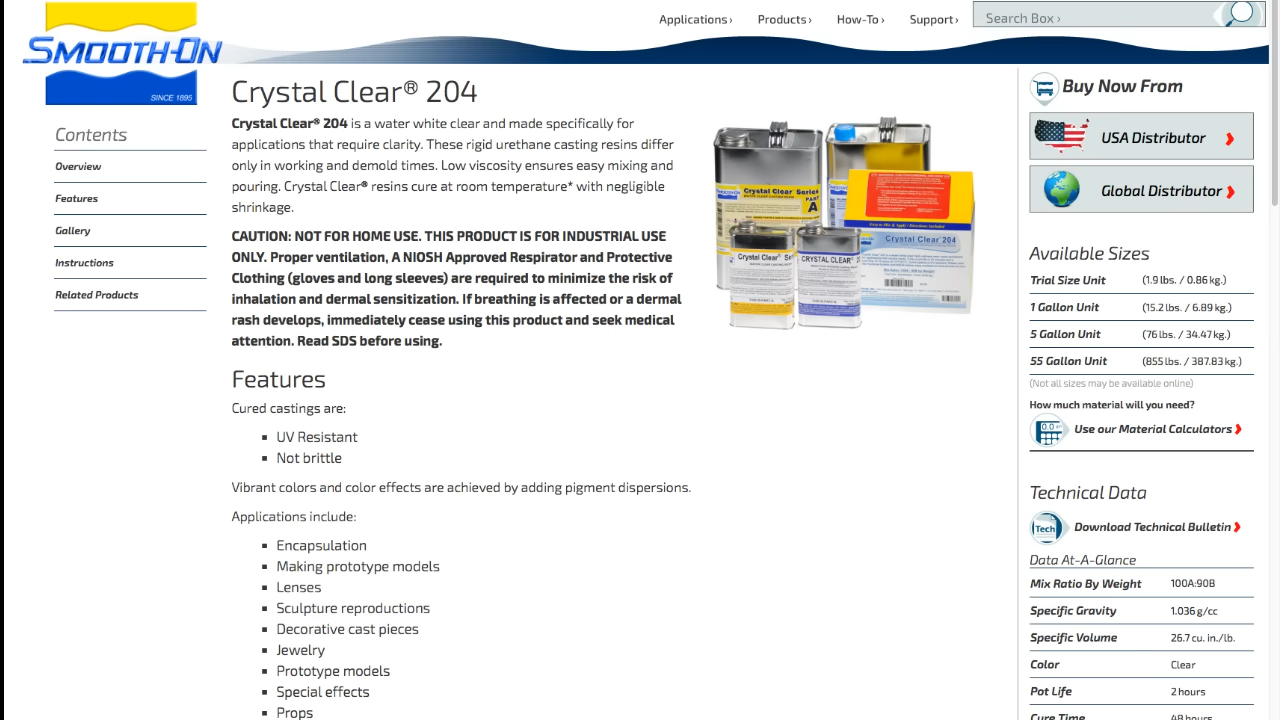 Applications ›
Products ›
How-To ›
Support ›
Search Box ›
SMOOTH-ON
SINCE 1895
Contents
Overview
Features
Gallery
Instructions
Related Products
Crystal Clear® 204
Crystal Clear® 204 is a water white clear and made specifically for
applications that require clarity. These rigid urethane casting resins differ
only in working and demold times. Low viscosity ensures easy mixing and
pouring. Crystal Clear® resins cure at room temperature* with negligible
shrinkage.
CAUTION: NOT FOR HOME USE. THIS PRODUCT IS FOR INDUSTRIAL USE
ONLY. Proper ventilation, A NIOSH Approved Respirator and Protective
Clothing (gloves and long sleeves) are required to minimize the risk of
inhalation and dermal sensitization. If breathing is affected or a dermal
rash develops, immediately cease using this product and seek medical
attention. Read SDS before using.
Crystal Clear Series
PART
A
Crystal Clear 204
Features
Cured castings are:
▪ UV Resistant
▪ Not brittle
Vibrant colors and color effects are achieved by adding pigment dispersions.
Applications include:
▪ Encapsulation
▪ Making prototype models
▪ Lenses
▪ Sculpture reproductions
▪ Decorative cast pieces
▪ Jewelry
▪ Prototype models
▪ Special effects
▪ Props
Buy Now From
USA Distributor
Global Distributor
Available Sizes
Trial Size Unit (1.9 lbs. / 0.86 kg.)
1 Gallon Unit (15.2 lbs. / 6.89 kg.)
5 Gallon Unit (76 lbs. / 34.47 kg.)
55 Gallon Unit (855 lbs. / 387.83 kg.)
(Not all sizes may be available online)
How much material will you need?
Use our Material Calculators
Technical Data
Tech
Download Technical Bulletin
Data At-A-Glance
Mix Ratio By Weight 100A:90B
Specific Gravity 1.036 g/cc
Specific Volume 26.7 cu. in./lb.
Color Clear
Pot Life 2 hours
Cure Time 48 hours